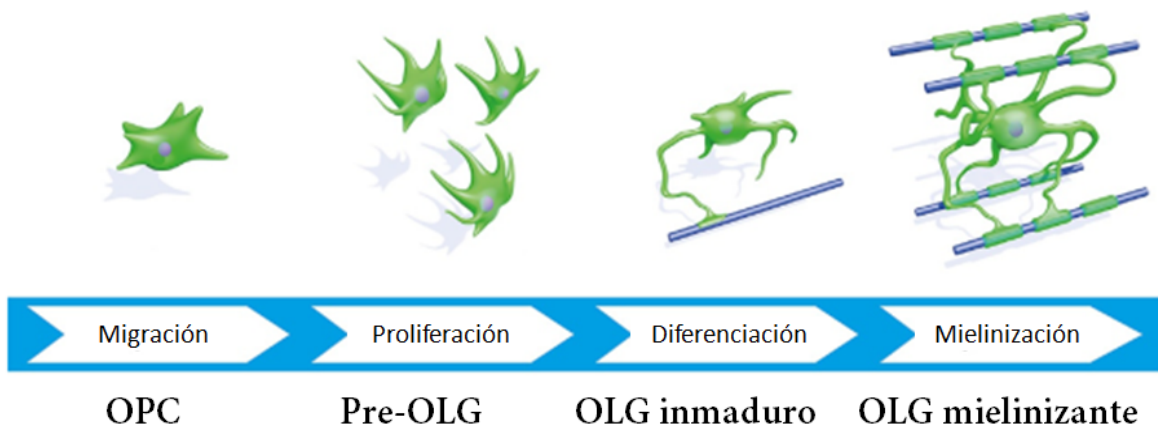 Migración
Proliferación
Diferenciación
Mielinización
OPC
Pre-OLG
OLG inmaduro
OLG mielinizante